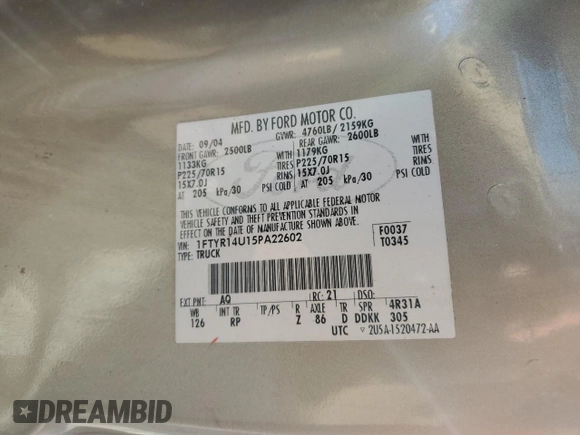 MFD. BY FORD MOTOR CO.
DATE: 09/04 GVWR: 4760LB/ 2159KG
FRONT GAWR: 2500LB REAR GAWR: 2600LB
1133KG 1179KG
P225/70R15 TIRES P225/70R15 TIRES
15X7.0J RIMS 15X7.0J RIMS
AT 205 kPa/30 PSI COLD AT 205 kPa/30 PSI COLD
THIS VEHICLE CONFORMS TO ALL APPLICABLE FEDERAL MOTOR
VEHICLE SAFETY AND THEFT PREVENTION STANDARDS IN
EFFECT ON THE DATE OF MANUFACTURE SHOWN ABOVE.
VIN: 1FTYR14U15PA22602 F0037
TYPE: TRUCK T0345
EXT PNT: AQ RC: 21 DSO:
WB INT TR TP/PS R AXLE TR SPR 4R31A
126 RP Z 86 D DDKK 305
UTC 2U5A-1520472-AA
Ford
DREAMBID